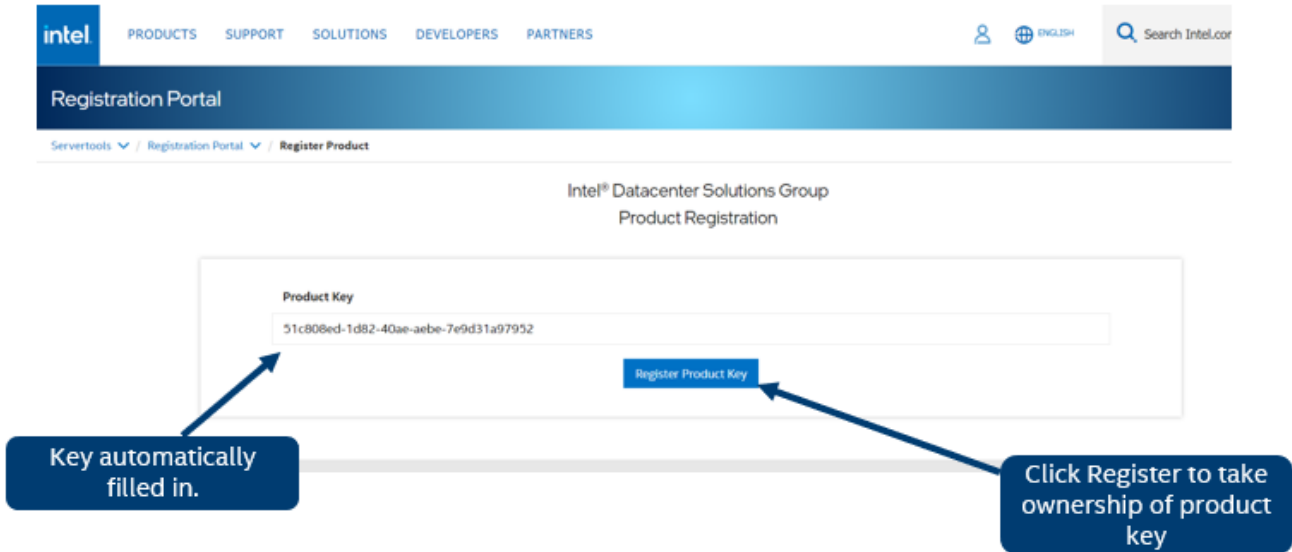 intel.
PRODUCTS SUPPORT SOLUTIONS DEVELOPERS PARTNERS ENGLISH Search Intel.cor
Registration Portal
Servertools / Registration Portal / Register Product
Intel® Datacenter Solutions Group
Product Registration
Product Key
51c808ed-1d82-40ae-aebe-7e9d31a97952
Register Product Key
Key automatically
filled in.
Click Register to take
ownership of product
key